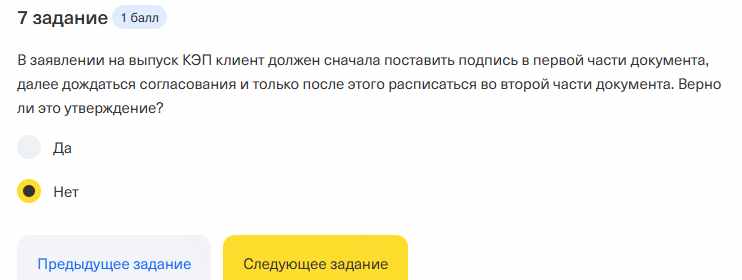 7 задание 1 балл
В заявлении на выпуск КЭП клиент должен сначала поставить подпись в первой части документа,
далее дождаться согласования и только после этого расписаться во второй части документа. Верно
ли это утверждение?
Да
Нет
Предыдущее задание Следующее задание